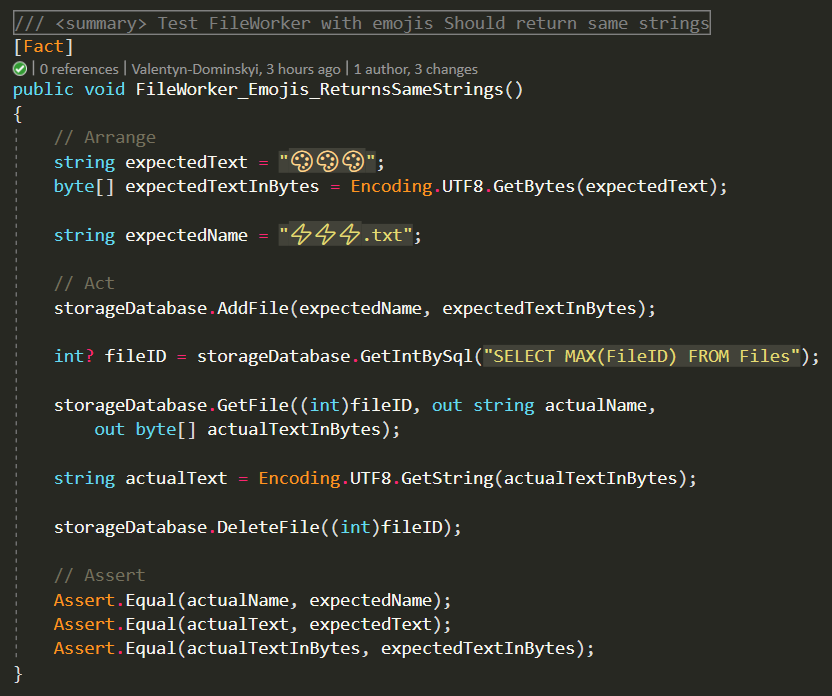 /// <summary> Test FileWorker with emojis Should return same strings
[Fact]
0 references | Valentyn-Dominskyi, 3 hours ago | 1 author, 3 changes
public void FileWorker_Emojis_ReturnsSameStrings()
{
// Arrange
string expectedText = "🎨🎨🎨";
byte[] expectedTextInBytes = Encoding.UTF8.GetBytes(expectedText);
string expectedName = "⚡⚡⚡.txt";
// Act
storageDatabase.AddFile(expectedName, expectedTextInBytes);
int? fileID = storageDatabase.GetIntBySql("SELECT MAX(FileID) FROM Files");
storageDatabase.GetFile((int)fileID, out string actualName,
out byte[] actualTextInBytes);
string actualText = Encoding.UTF8.GetString(actualTextInBytes);
storageDatabase.DeleteFile((int)fileID);
// Assert
Assert.Equal(actualName, expectedName);
Assert.Equal(actualText, expectedText);
Assert.Equal(actualTextInBytes, expectedTextInBytes);
}